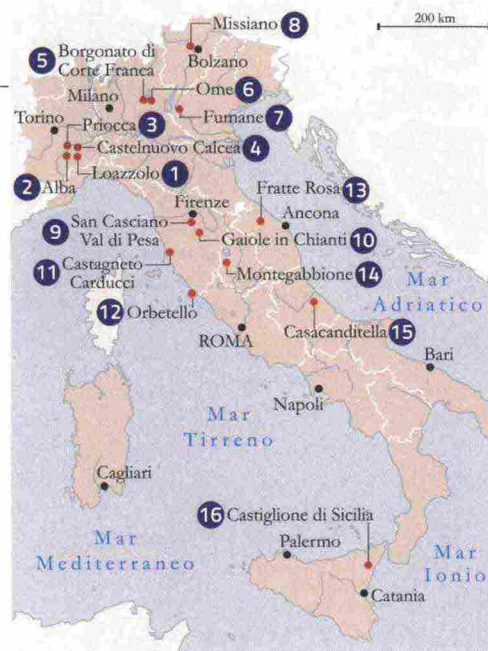 200 km
Missiano 8
Bolzano
5 Borgonato di
Corte Franca
Ome 6
Milano
Fumane 7
Torino
Priocca 3
Castelnuovo Calcea 4
2 Alba
Loazzolo 1
Fratte Rosa 13
Firenze
Ancona
9 San Casciano
Val di Pesa
Gaiole in Chianti 10
11 Castagneto
Carducci
Montegabbione 14
Mar
Adriatico
12 Orbetello
ROMA
Casacanditella 15
Bari
Napoli
Mar
Tirreno
Cagliari
16 Castiglione di Sicilia
Mar
Mediterraneo
Palermo
Mar
Ionio
Catania